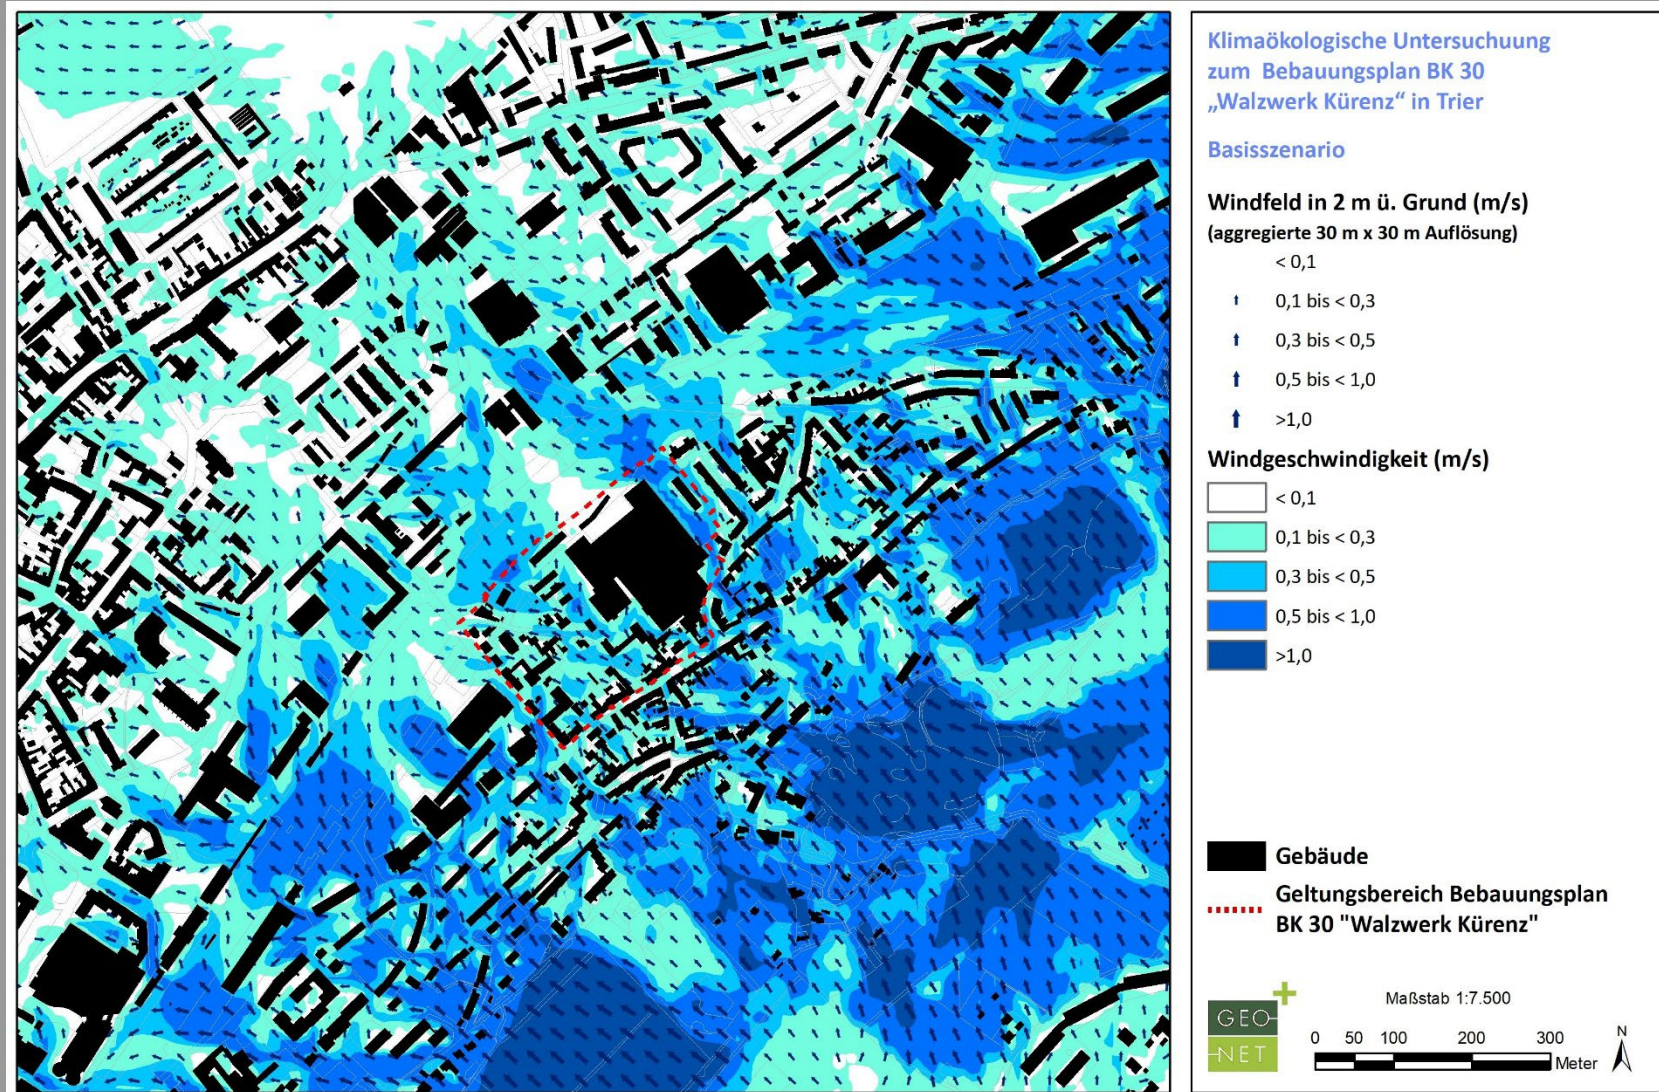 Klimaökologische Untersuchuung
zum Bebauungsplan BK 30
„Walzwerk Kürenz“ in Trier
Basisszenario
Windfeld in 2 m ü. Grund (m/s)
(aggregierte 30 m x 30 m Auflösung)
< 0,1
0,1 bis < 0,3
0,3 bis < 0,5
0,5 bis < 1,0
>1,0
Windgeschwindigkeit (m/s)
< 0,1
0,1 bis < 0,3
0,3 bis < 0,5
0,5 bis < 1,0
>1,0
Gebäude
Geltungsbereich Bebauungsplan
BK 30 "Walzwerk Kürenz"
GEO
NET
Maßstab 1:7.500
0 50 100 200 300
Meter
N